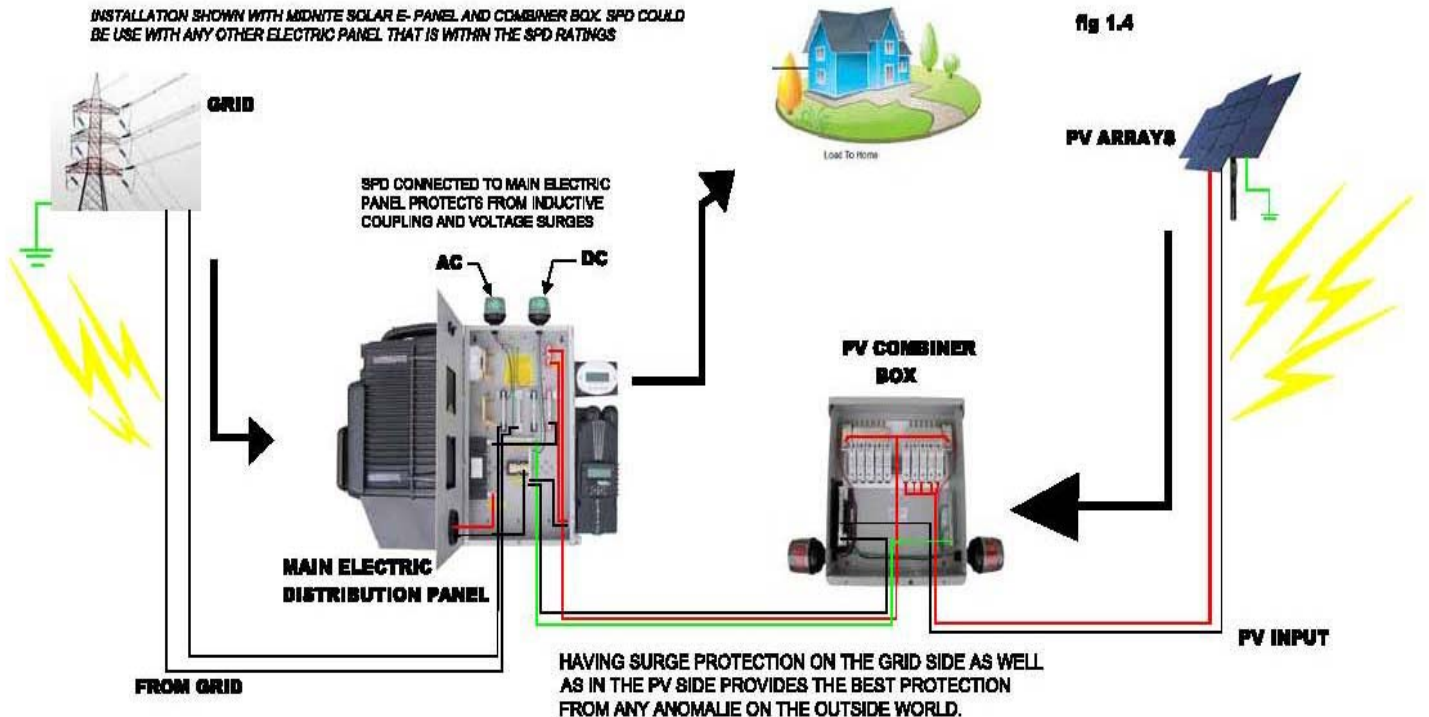 INSTALLATION SHOWN WITH MIDNITE SOLAR E- PANEL AND COMBINER BOX. SPD COULD
BE USE WITH ANY OTHER ELECTRIC PANEL THAT IS WITHIN THE SPD RATINGS
fig 1.4
GRID
PV ARRAYS
Load To Home
SPD CONNECTED TO MAIN ELECTRIC
PANEL PROTECTS FROM INDUCTIVE
COUPLING AND VOLTAGE SURGES
AC
DC
PV COMBINER
BOX
MAIN ELECTRIC
DISTRIBUTION PANEL
PV INPUT
FROM GRID
HAVING SURGE PROTECTION ON THE GRID SIDE AS WELL
AS IN THE PV SIDE PROVIDES THE BEST PROTECTION
FROM ANY ANOMALIE ON THE OUTSIDE WORLD.